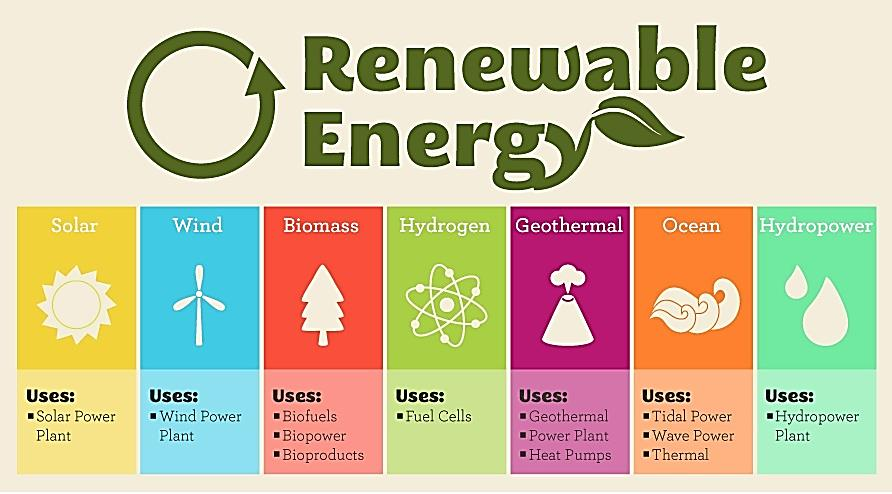 Renewable
Energy
Solar
Wind
Biomass
Hydrogen
Geothermal
Ocean
Hydropower
Uses:
▪Solar Power
Plant
Uses:
▪Wind Power
Plant
Uses:
▪Biofuels
▪Biopower
▪Bioproducts
Uses:
▪Fuel Cells
Uses:
▪Geothermal
▪Power Plant
▪Heat Pumps
Uses:
▪Tidal Power
▪Wave Power
▪Thermal
Uses:
▪Hydropower
Plant